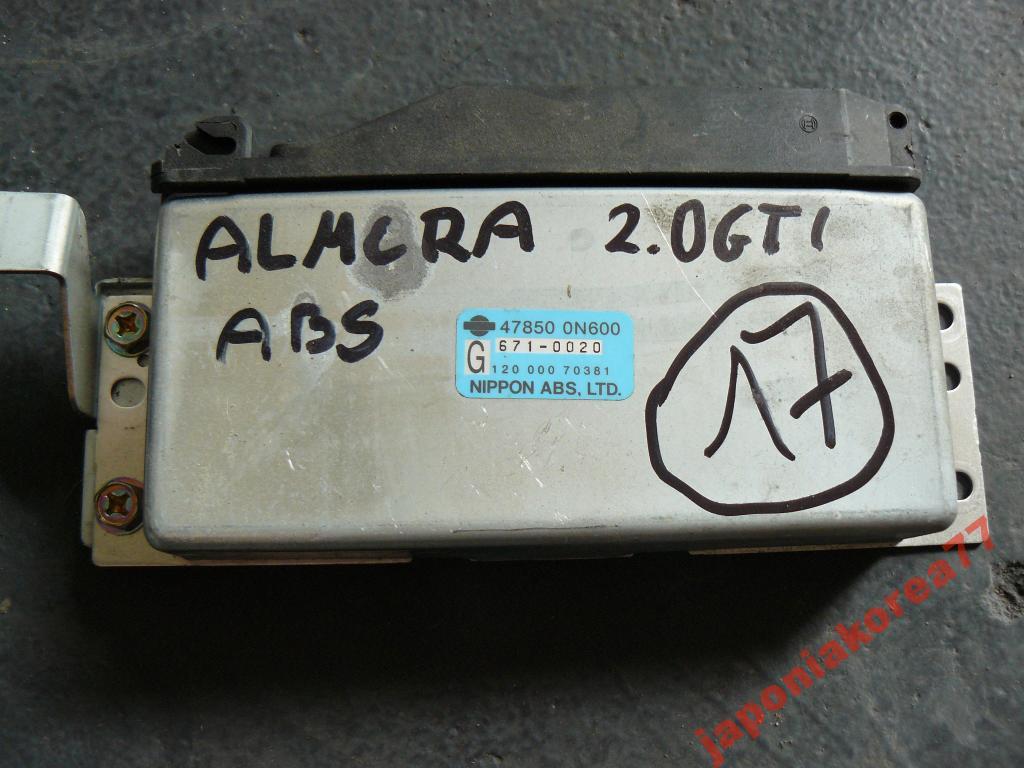 ALMERA 2.0GTI
ABS
47850 0N600
G 671-0020
120 000 70381
NIPPON ABS, LTD.
17
japoniakorea77